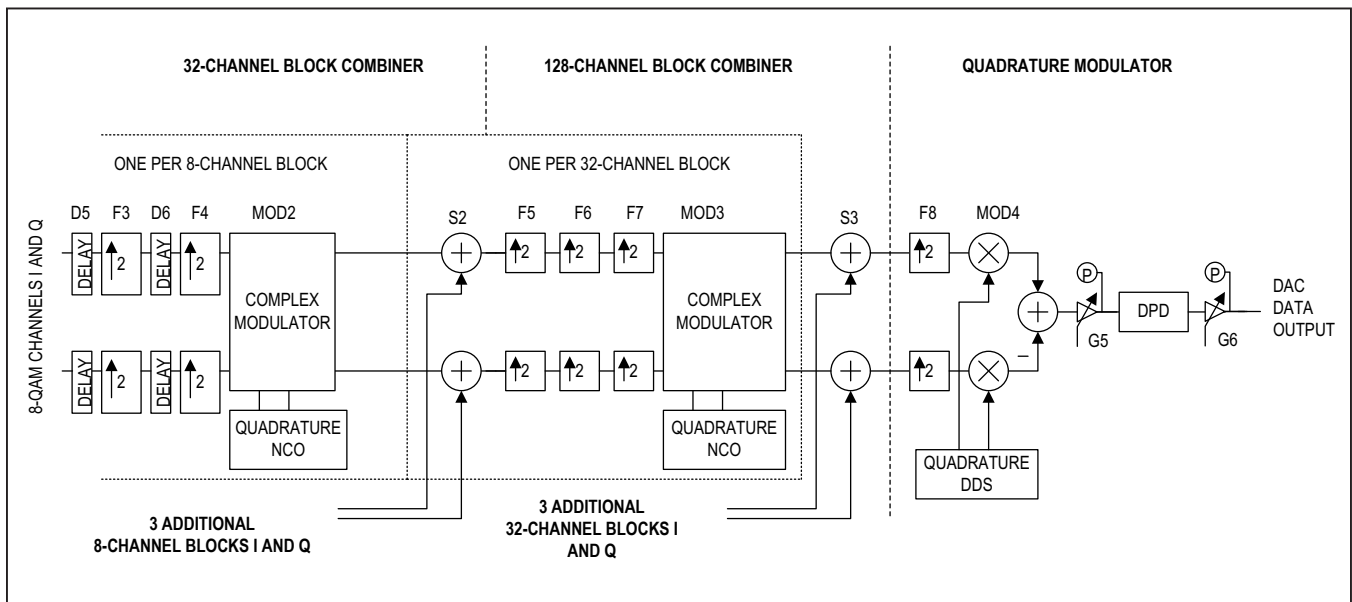 32-CHANNEL BLOCK COMBINER
128-CHANNEL BLOCK COMBINER
QUADRATURE MODULATOR
ONE PER 8-CHANNEL BLOCK
ONE PER 32-CHANNEL BLOCK
D5
F3
D6
F4
MOD2
S2
F5
F6
F7
MOD3
S3
F8
MOD4
8-QAM CHANNELS I AND Q
DELAY
2
DELAY
2
COMPLEX
MODULATOR
+
2
2
2
COMPLEX
MODULATOR
+
2
×
+
P
G5
DPD
P
G6
DAC
DATA
OUTPUT
DELAY
2
DELAY
2
+
2
2
2
+
2
×
−
QUADRATURE
NCO
QUADRATURE
NCO
QUADRATURE
DDS
3 ADDITIONAL
8-CHANNEL BLOCKS I AND Q
3 ADDITIONAL
32-CHANNEL BLOCKS I
AND Q